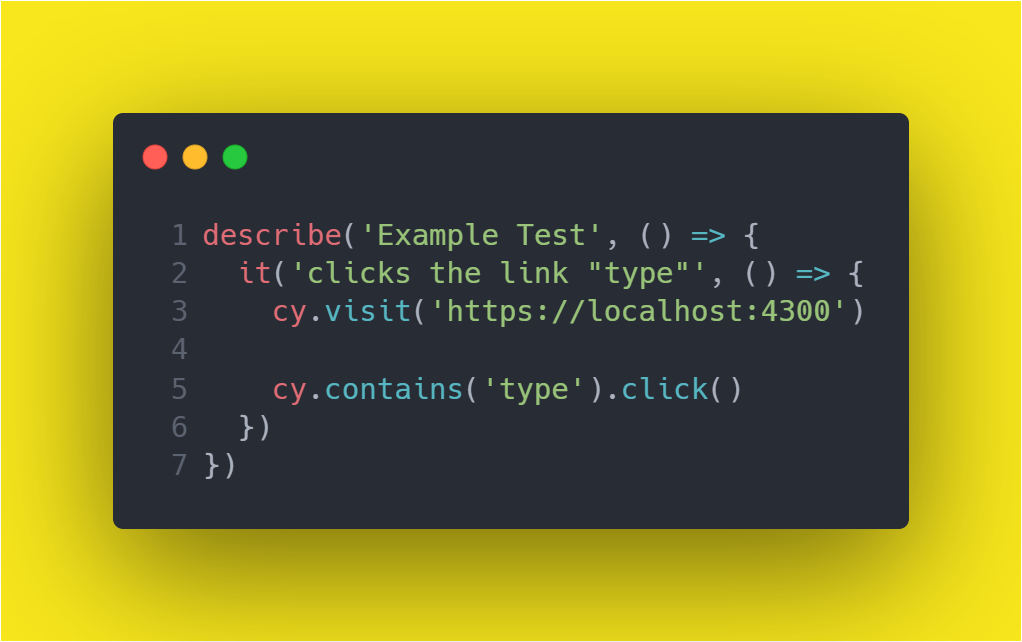 1 describe('Example Test', () => {
2   it('clicks the link "type"', () => {
3     cy.visit('https://localhost:4300')
4
5     cy.contains('type').click()
6   })
7 })